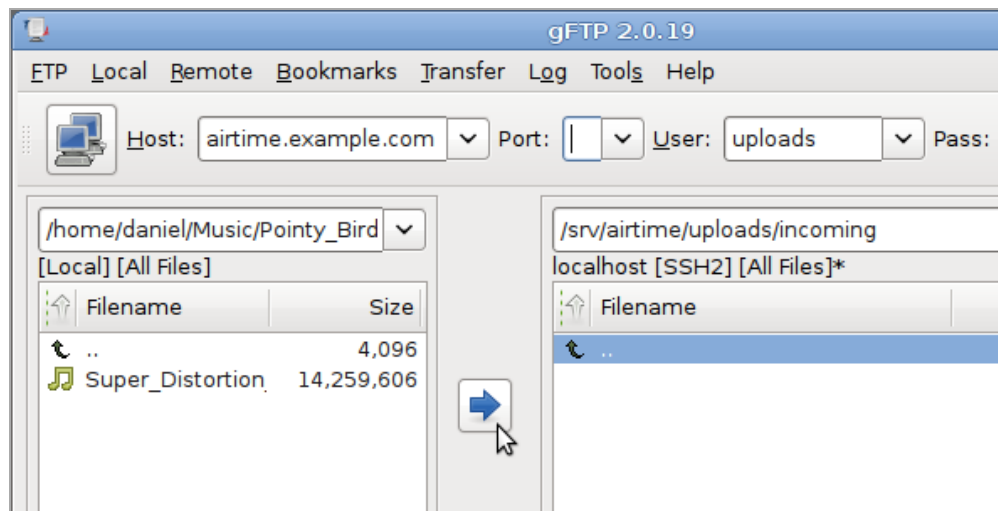 gFTP 2.0.19
FTP Local Remote Bookmarks Transfer Log Tools Help
Host: airtime.example.com Port: User: uploads Pass:
/home/daniel/Music/Pointy_Bird
[Local] [All Files]
Filename Size
.. 4,096
Super_Distortion_ 14,259,606
/srv/airtime/uploads/incoming
localhost [SSH2] [All Files]*
Filename
..